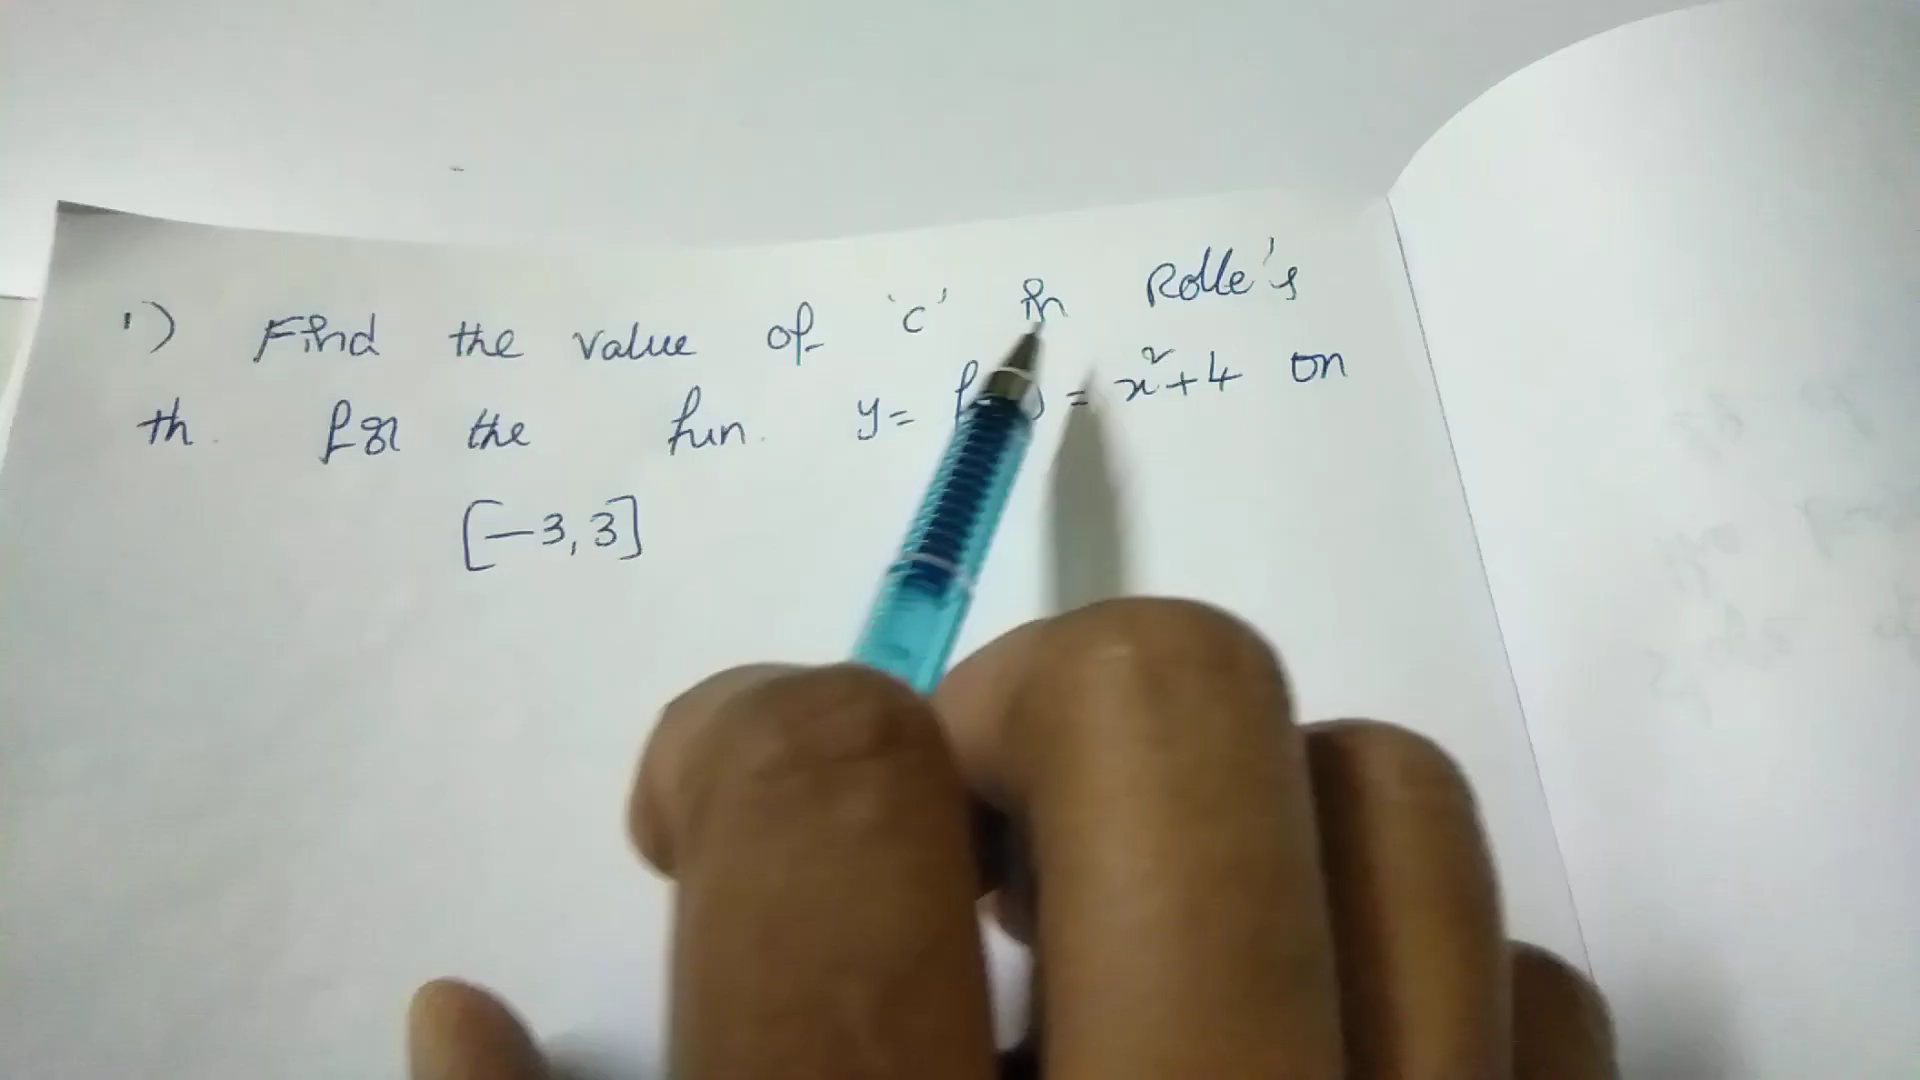 1) Find the value of 'c' in Rolle's
th. for the fun. y= = x²+4 on
[-3,3]